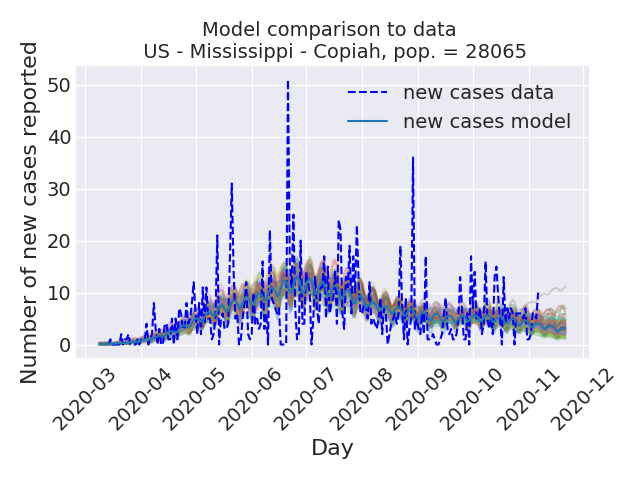 Model comparison to data
US - Mississippi - Copiah, pop. = 28065
Number of new cases reported
50
40
30
20
10
0
new cases data
new cases model
2020-03
2020-04
2020-05
2020-06
2020-07
2020-08
2020-09
2020-10
2020-11
2020-12
Day